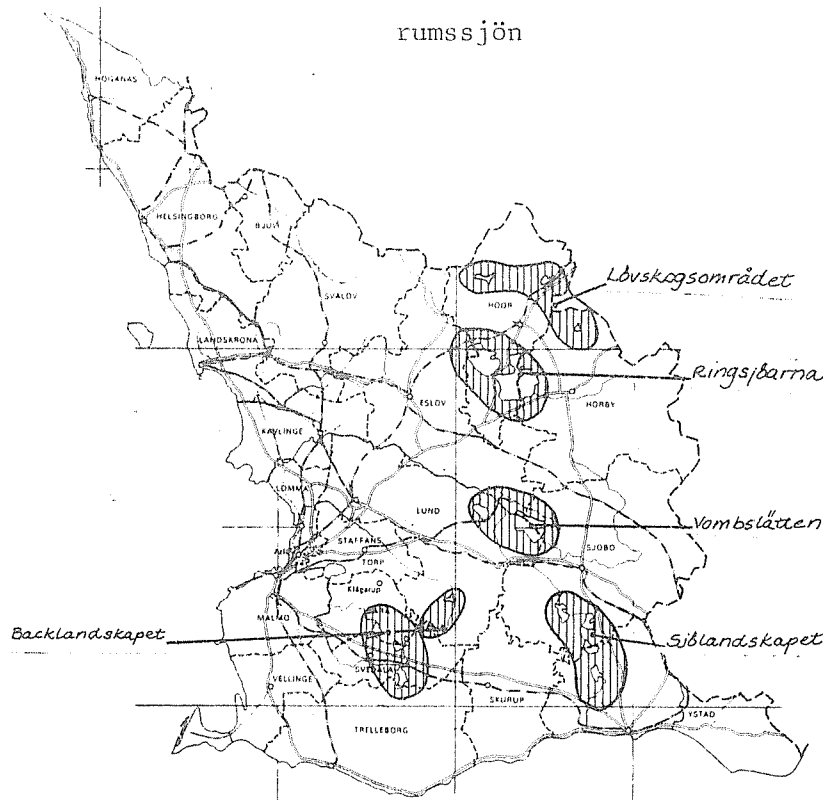 rumssjön
HÖGANÄS
HELSINGBORG
BJUV
Lövskogsområdet
SVALÖV
HÖÖR
LANDSKRONA
Ringsjöarna
ESLÖV
HÖRBY
KÄVLINGE
LOMMA
LUND
Vombslätten
STAFFANS
TORP
SJÖBO
Klågerup
MALMÖ
Backlandskapet
Sjölandskapet
SVEDALA
VELLINGE
SKURUP
YSTAD
TRELLEBORG